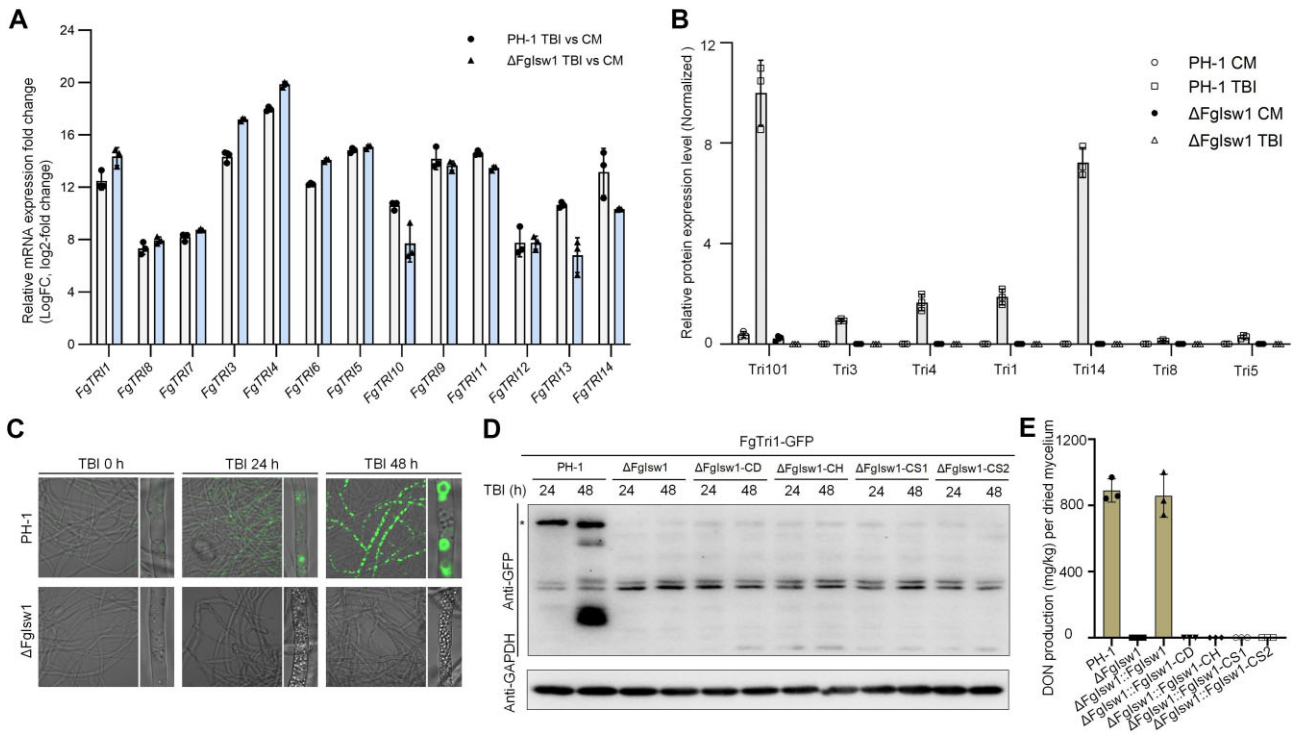 A
24
20
16
12
8
4
0
Relative mRNA expression fold change
(LogFC, log2-fold change)
PH-1 TBI vs CM
ΔFgIsw1 TBI vs CM
FgTRI1
FgTRI8
FgTRI7
FgTRI3
FgTRI4
FgTRI6
FgTRI5
FgTRI10
FgTRI9
FgTRI11
FgTRI12
FgTRI13
FgTRI14
B
12
8
4
0
Relative protein expression level (Normalized )
PH-1 CM
PH-1 TBI
ΔFgIsw1 CM
ΔFgIsw1 TBI
Tri101
Tri3
Tri4
Tri1
Tri14
Tri8
Tri5
C
TBI 0 h
TBI 24 h
TBI 48 h
PH-1
ΔFgIsw1
D
FgTri1-GFP
PH-1
ΔFgIsw1
ΔFgIsw1-CD
ΔFgIsw1-CH
ΔFgIsw1-CS1
ΔFgIsw1-CS2
TBI (h)
24 48 24 48 24 48 24 48 24 48 24 48
*
Anti-GFP
Anti-GAPDH
E
1200
800
400
0
DON production (mg/kg) per dried mycelium
PH-1
ΔFgIsw1
ΔFgIsw1::FgIsw1
ΔFgIsw1::FgIsw1-CD
ΔFgIsw1::FgIsw1-CH
ΔFgIsw1::FgIsw1-CS1
ΔFgIsw1::FgIsw1-CS2